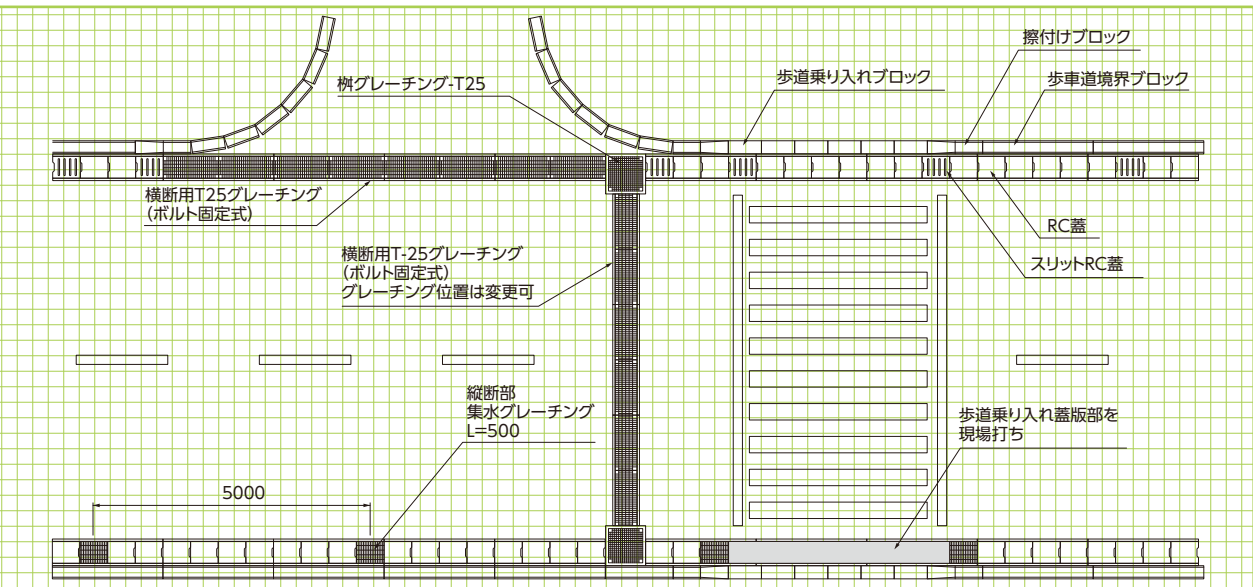 擦付けブロック
歩道乗り入れブロック
歩車道境界ブロック
桝グレーチング-T25
横断用T25グレーチング
(ボルト固定式)
RC蓋
スリットRC蓋
横断用T-25グレーチング
(ボルト固定式)
グレーチング位置は変更可
縦断部
集水グレーチング
L=500
歩道乗り入れ蓋版部を
現場打ち
5000